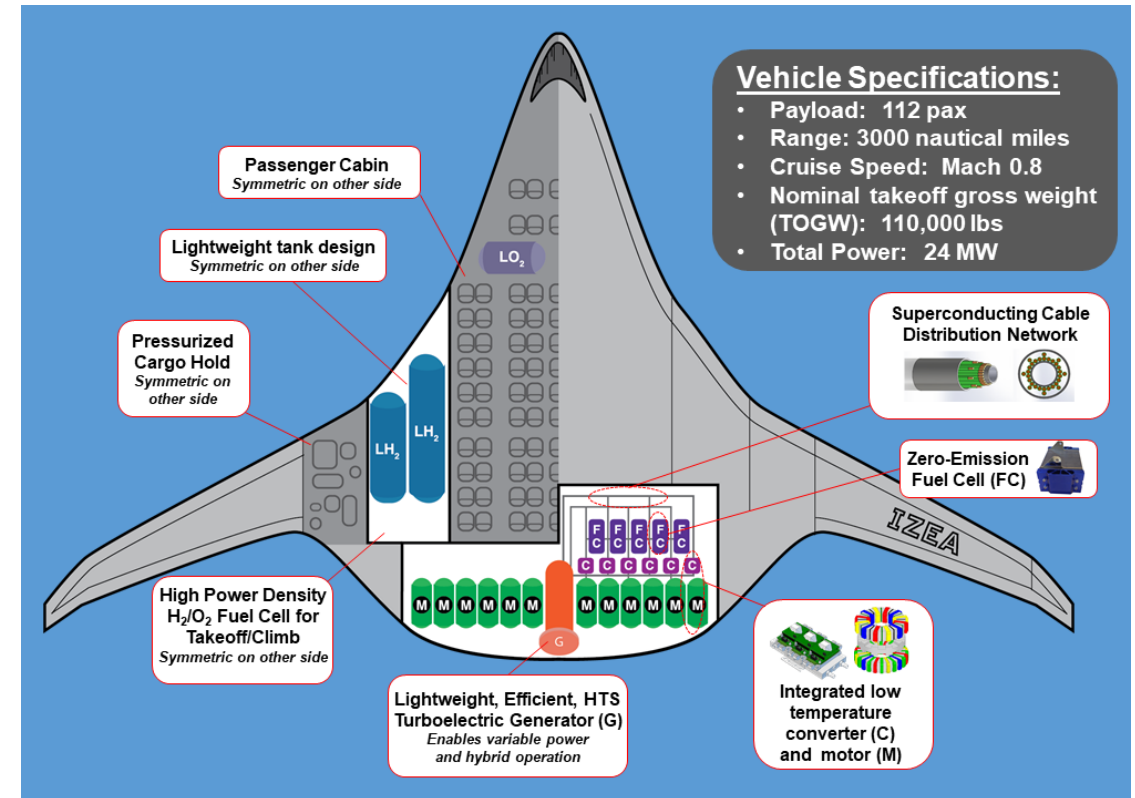 Vehicle Specifications:
• Payload: 112 pax
• Range: 3000 nautical miles
• Cruise Speed: Mach 0.8
• Nominal takeoff gross weight
(TOGW): 110,000 lbs
• Total Power: 24 MW
Passenger Cabin
Symmetric on other side
Lightweight tank design
Symmetric on other side
Pressurized
Cargo Hold
Symmetric on
other side
LO₂
LH₂
LH₂
Superconducting Cable
Distribution Network
Zero-Emission
Fuel Cell (FC)
IZEA
F F F F F
C C C C C
C C C C C C
M M M M M M
M M M M M M
G
High Power Density
H₂/O₂ Fuel Cell for
Takeoff/Climb
Symmetric on other side
Lightweight, Efficient, HTS
Turboelectric Generator (G)
Enables variable power
and hybrid operation
Integrated low
temperature
converter (C)
and motor (M)